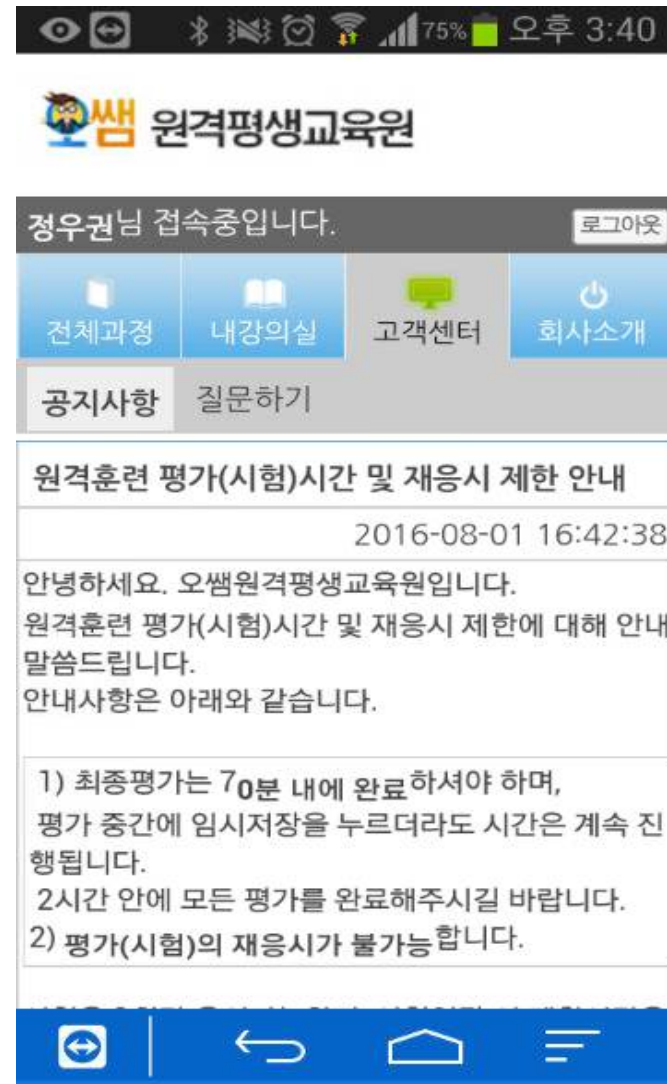 75% 오후 3:40
오쌤 원격평생교육원
정우권님 접속중입니다. 로그아웃
전체과정 내강의실 고객센터 회사소개
공지사항 질문하기
원격훈련 평가(시험)시간 및 재응시 제한 안내
2016-08-01 16:42:38
안녕하세요. 오쌤원격평생교육원입니다.
원격훈련 평가(시험)시간 및 재응시 제한에 대해 안내
말씀드립니다.
안내사항은 아래와 같습니다.
1) 최종평가는 70분 내에 완료하셔야 하며,
평가 중간에 임시저장을 누르더라도 시간은 계속 진
행됩니다.
2시간 안에 모든 평가를 완료해주시길 바랍니다.
2) 평가(시험)의 재응시가 불가능합니다.